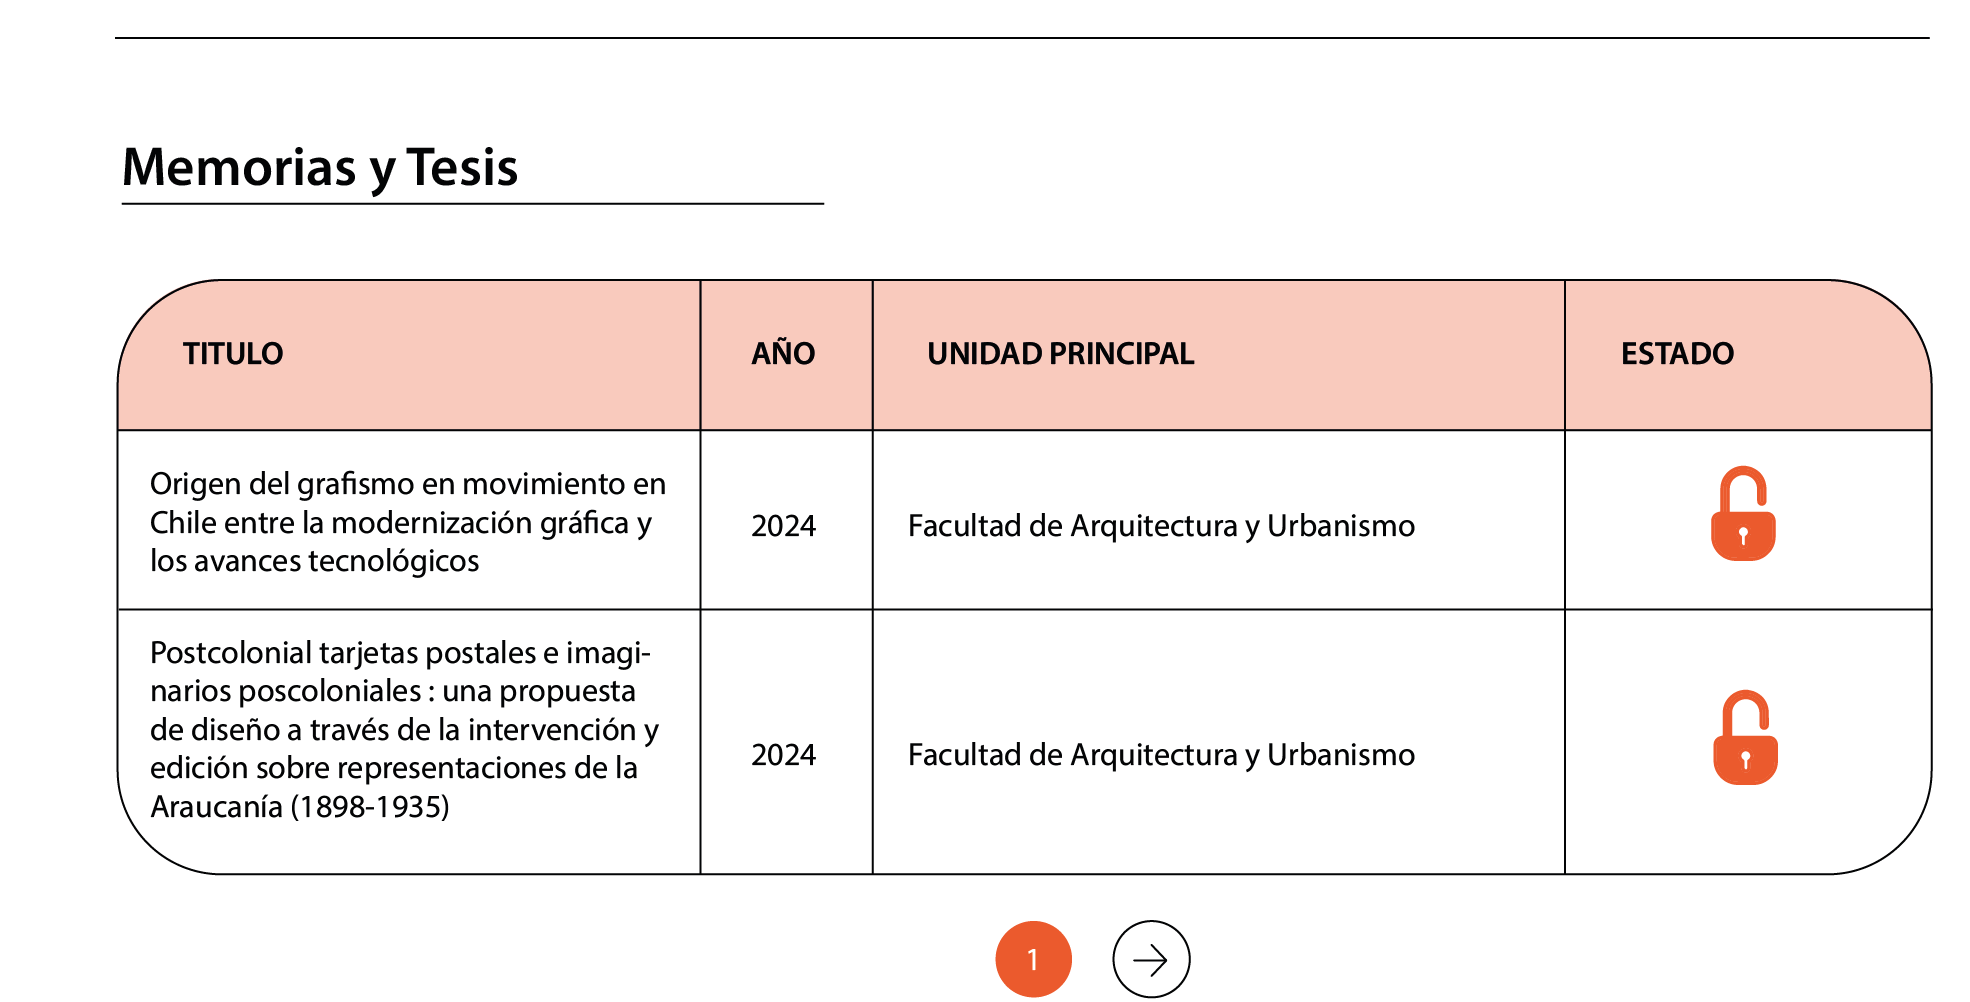 Memorias y Tesis
TITULO
AÑO
UNIDAD PRINCIPAL
ESTADO
Origen del grafismo en movimiento en
Chile entre la modernización gráfica y
los avances tecnológicos
2024
Facultad de Arquitectura y Urbanismo
Postcolonial tarjetas postales e imagi-
narios poscoloniales : una propuesta
de diseño a través de la intervención y
edición sobre representaciones de la
Araucanía (1898-1935)
2024
Facultad de Arquitectura y Urbanismo
1